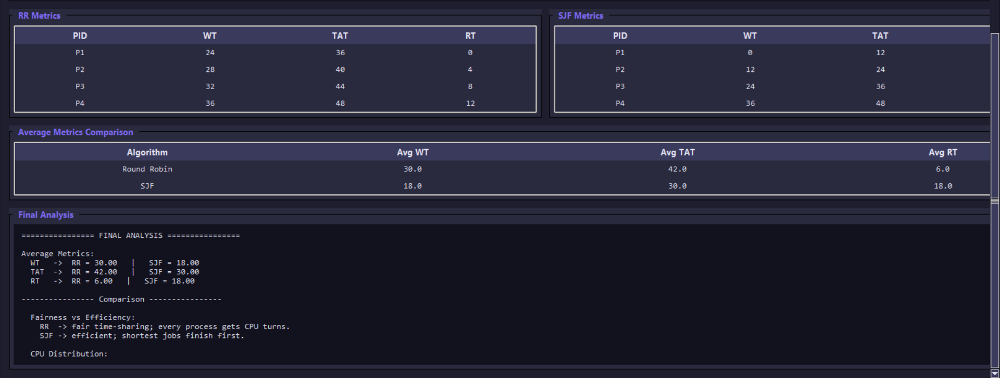 RR Metrics
PID WT TAT RT
P1 24 36 0
P2 28 40 4
P3 32 44 8
P4 36 48 12
SJF Metrics
PID WT TAT
P1 0 12
P2 12 24
P3 24 36
P4 36 48
Average Metrics Comparison
Algorithm Avg WT Avg TAT Avg RT
Round Robin 30.0 42.0 6.0
SJF 18.0 30.0 18.0
Final Analysis
================ FINAL ANALYSIS ================
Average Metrics:
WT -> RR = 30.00 | SJF = 18.00
TAT -> RR = 42.00 | SJF = 30.00
RT -> RR = 6.00 | SJF = 18.00
---------------- Comparison ----------------
Fairness vs Efficiency:
RR -> fair time-sharing; every process gets CPU turns.
SJF -> efficient; shortest jobs finish first.
CPU Distribution: